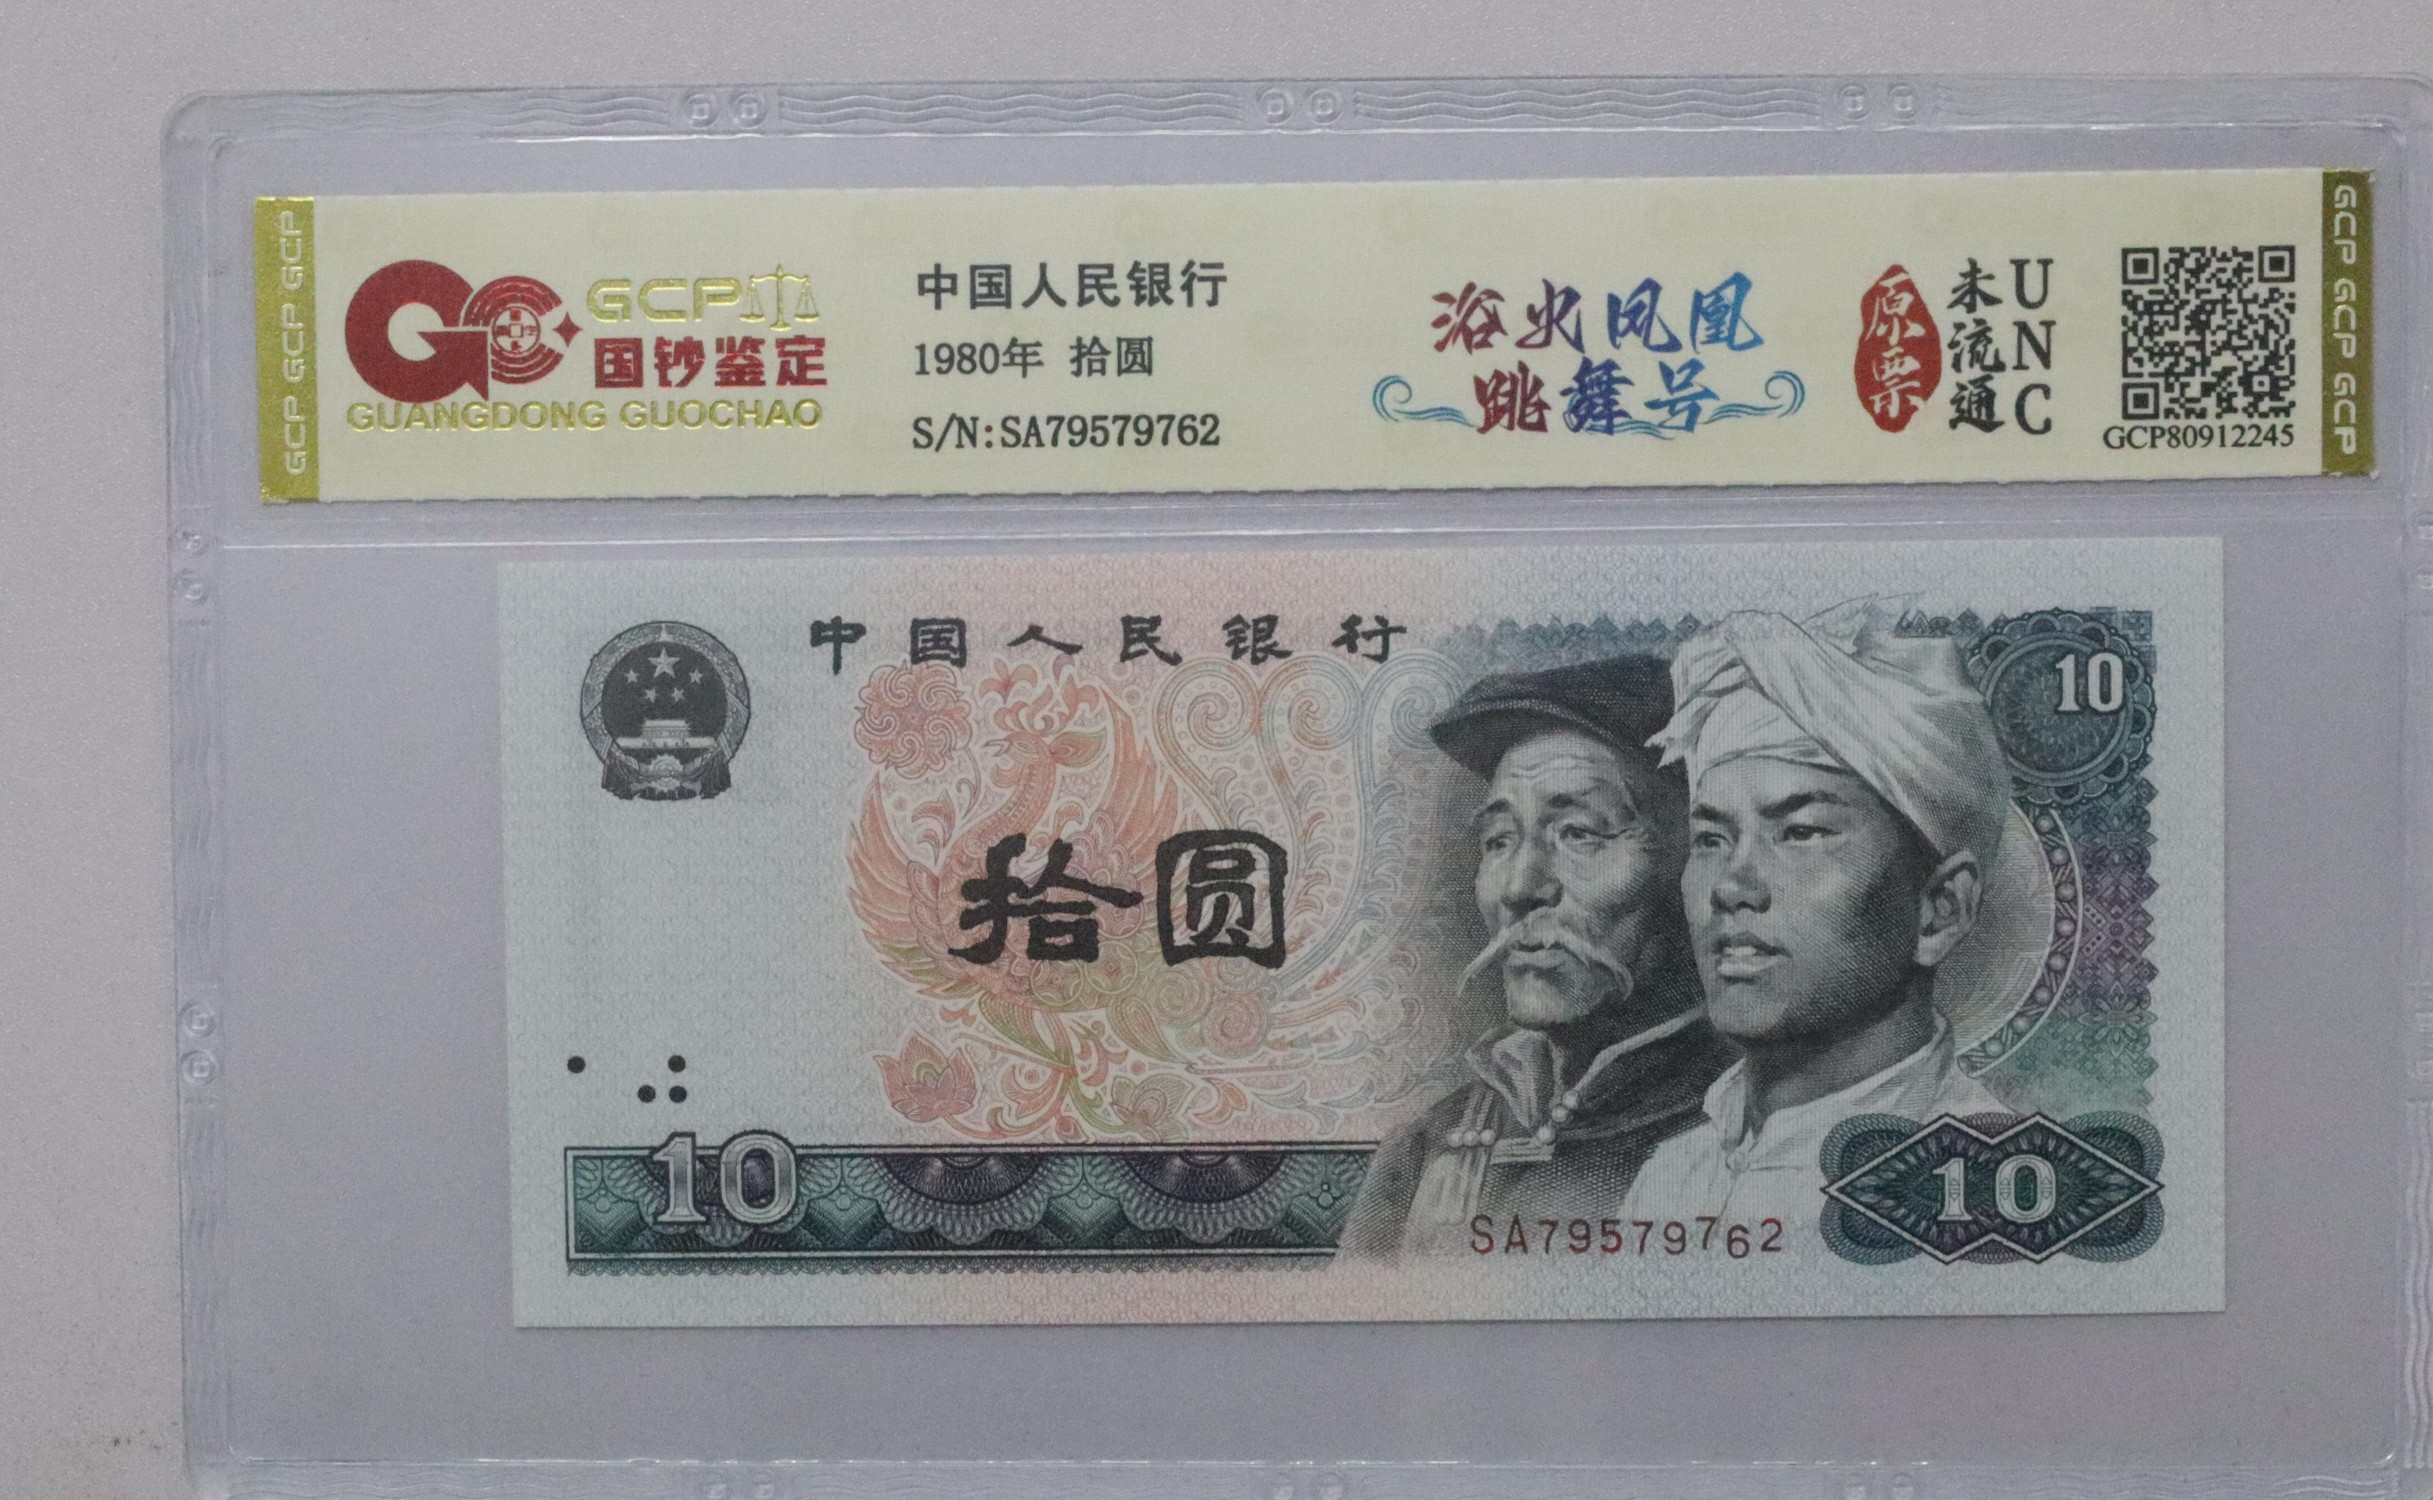 GCP GCP GCP
GCP
国钞鉴定
GUANGDONG GUOCHAO
中国人民银行
1980年 拾圆
S/N:SA79579762
浴火凤凰
跳舞号
原票
未流通
UNC
GCP80912245
GCP GCP GCP
中国人民银行
10
拾圆
10
SA79579762
10